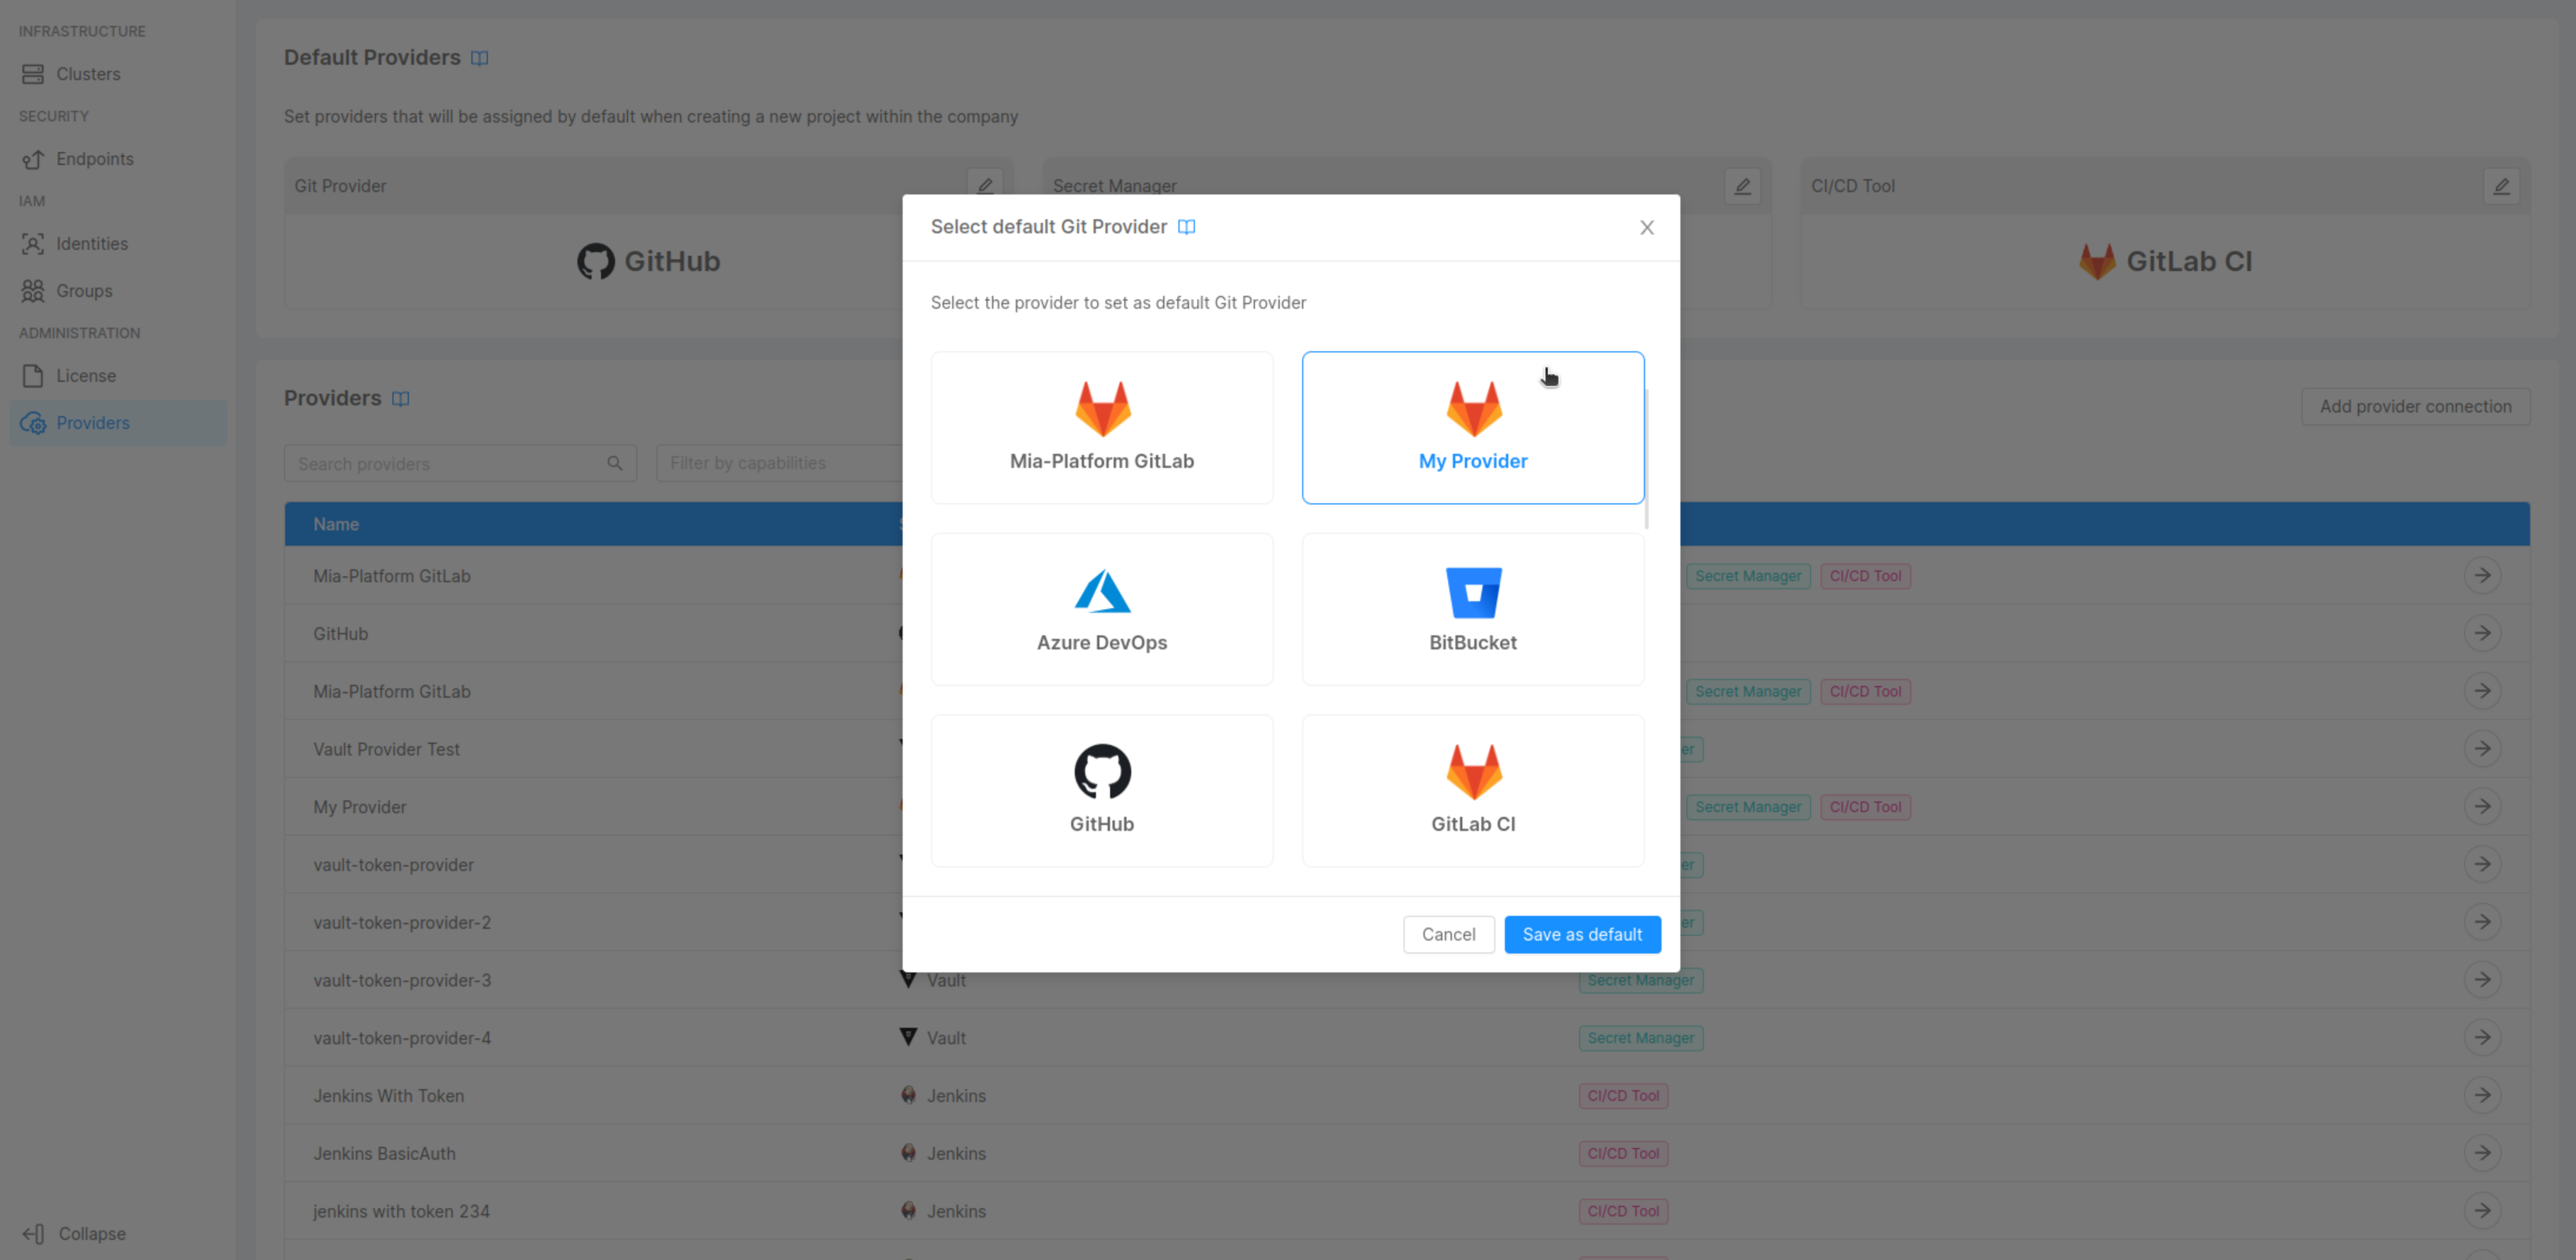 INFRASTRUCTURE
Clusters
SECURITY
Endpoints
IAM
Identities
Groups
ADMINISTRATION
License
Providers
Collapse
Default Providers
Set providers that will be assigned by default when creating a new project within the company
Git Provider
GitHub
Secret Manager
CI/CD Tool
GitLab CI
Providers
Add provider connection
Search providers
Filter by capabilities
Name
Mia-Platform GitLab
Secret Manager CI/CD Tool
GitHub
Mia-Platform GitLab
Secret Manager CI/CD Tool
Vault Provider Test
er
My Provider
Secret Manager CI/CD Tool
vault-token-provider
er
vault-token-provider-2
er
vault-token-provider-3 Vault Secret Manager
vault-token-provider-4 Vault Secret Manager
Jenkins With Token Jenkins CI/CD Tool
Jenkins BasicAuth Jenkins CI/CD Tool
jenkins with token 234 Jenkins CI/CD Tool
Select default Git Provider
Select the provider to set as default Git Provider
Mia-Platform GitLab
My Provider
Azure DevOps
BitBucket
GitHub
GitLab CI
Cancel
Save as default